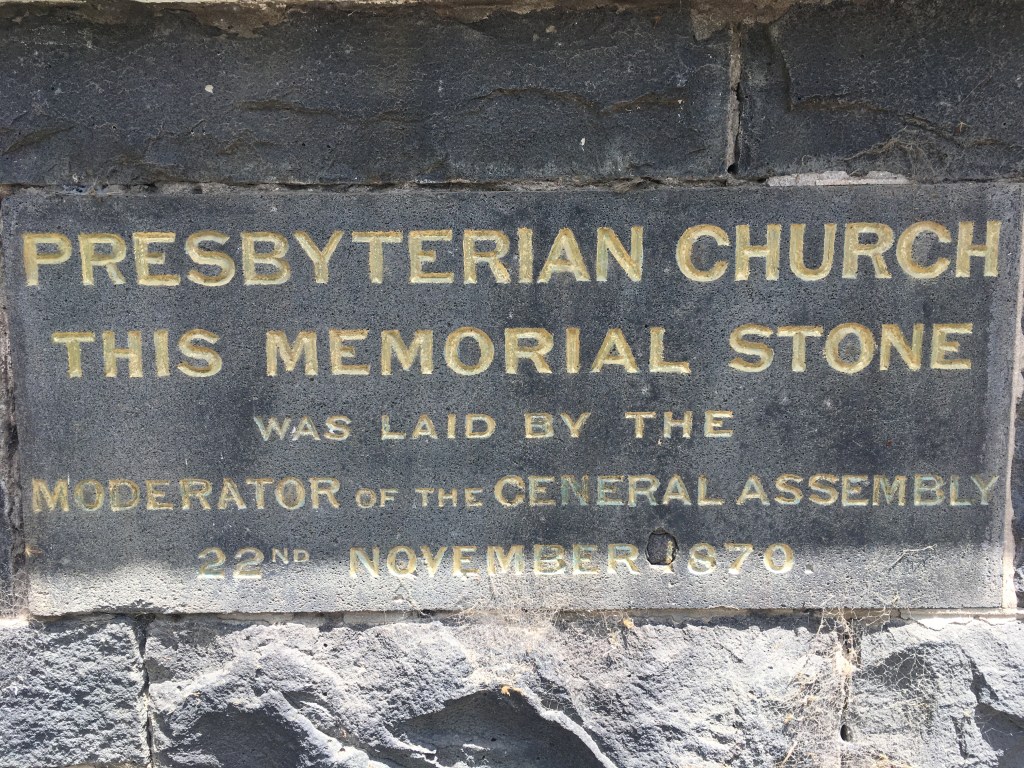 PRESBYTERIAN CHURCH
THIS MEMORIAL STONE
WAS LAID BY THE
MODERATOR OF THE GENERAL ASSEMBLY
22ND NOVEMBER 1870.